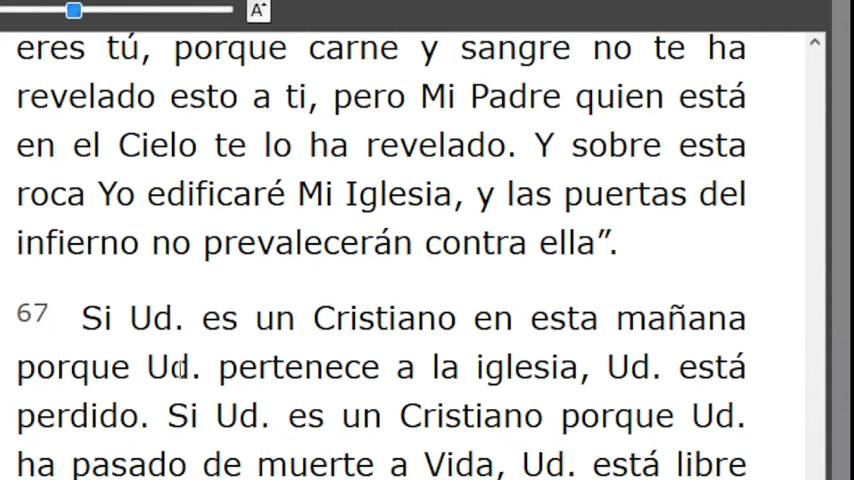 A
eres tú, porque carne y sangre no te ha
revelado esto a ti, pero Mi Padre quien está
en el Cielo te lo ha revelado. Y sobre esta
roca Yo edificaré Mi Iglesia, y las puertas del
infierno no prevalecerán contra ella”.
67 Si Ud. es un Cristiano en esta mañana
porque Ud. pertenece a la iglesia, Ud. está
perdido. Si Ud. es un Cristiano porque Ud.
ha pasado de muerte a Vida, Ud. está libre